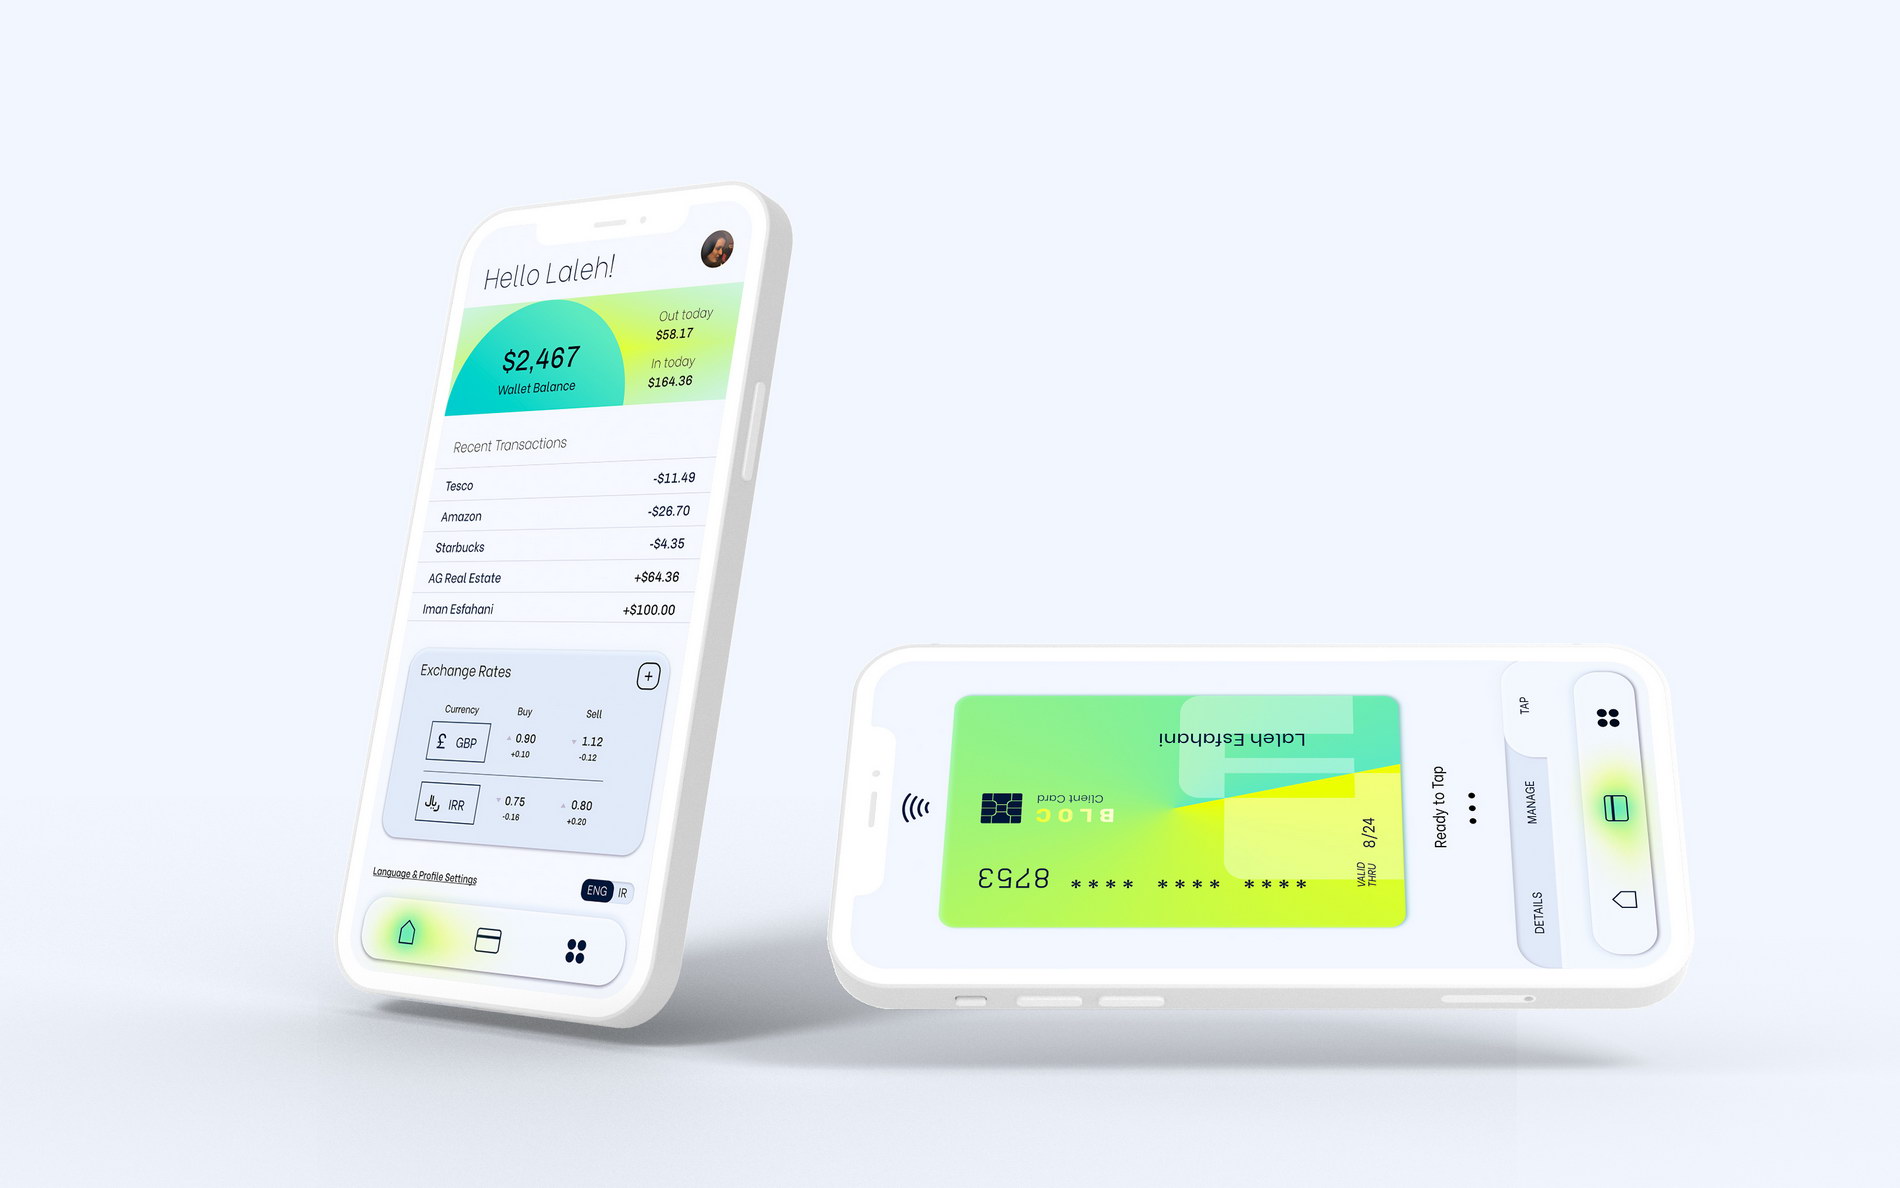 Hello Laleh!
$2,467
Wallet Balance
Out today
$58.17
In today
$164.36
Recent Transactions
Tesco -$11.49
Amazon -$26.70
Starbucks -$4.35
AG Real Estate +$64.36
Iman Esfahani +$100.00
Exchange Rates +
Currency Buy Sell
£ GBP 0.90 1.12
+0.10 -0.12
﷼ IRR 0.75 0.80
-0.16 +0.20
Language & Profile Settings
ENG IR
Laleh Esfahani
BLOC
Client Card
8753 **** **** ****
VALID
THRU
8/24
Ready to Tap
TAP
MANAGE
DETAILS